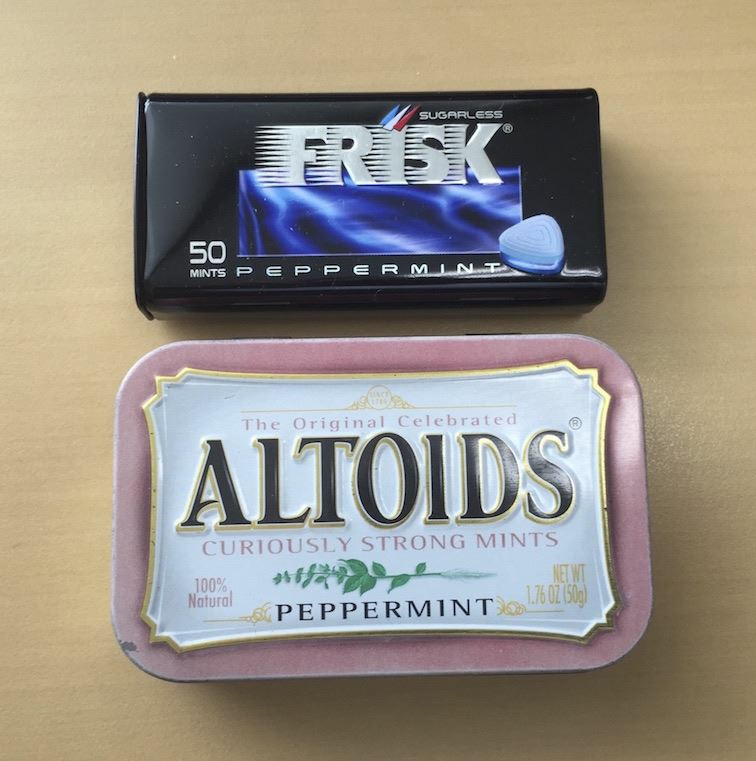 SUGARLESS
FRISK®
50
MINTS PEPPERMINT
SINCE
The Original Celebrated
ALTOIDS®
CURIOUSLY STRONG MINTS
100%
Natural
NET WT
1.76 OZ (50g)
PEPPERMINT